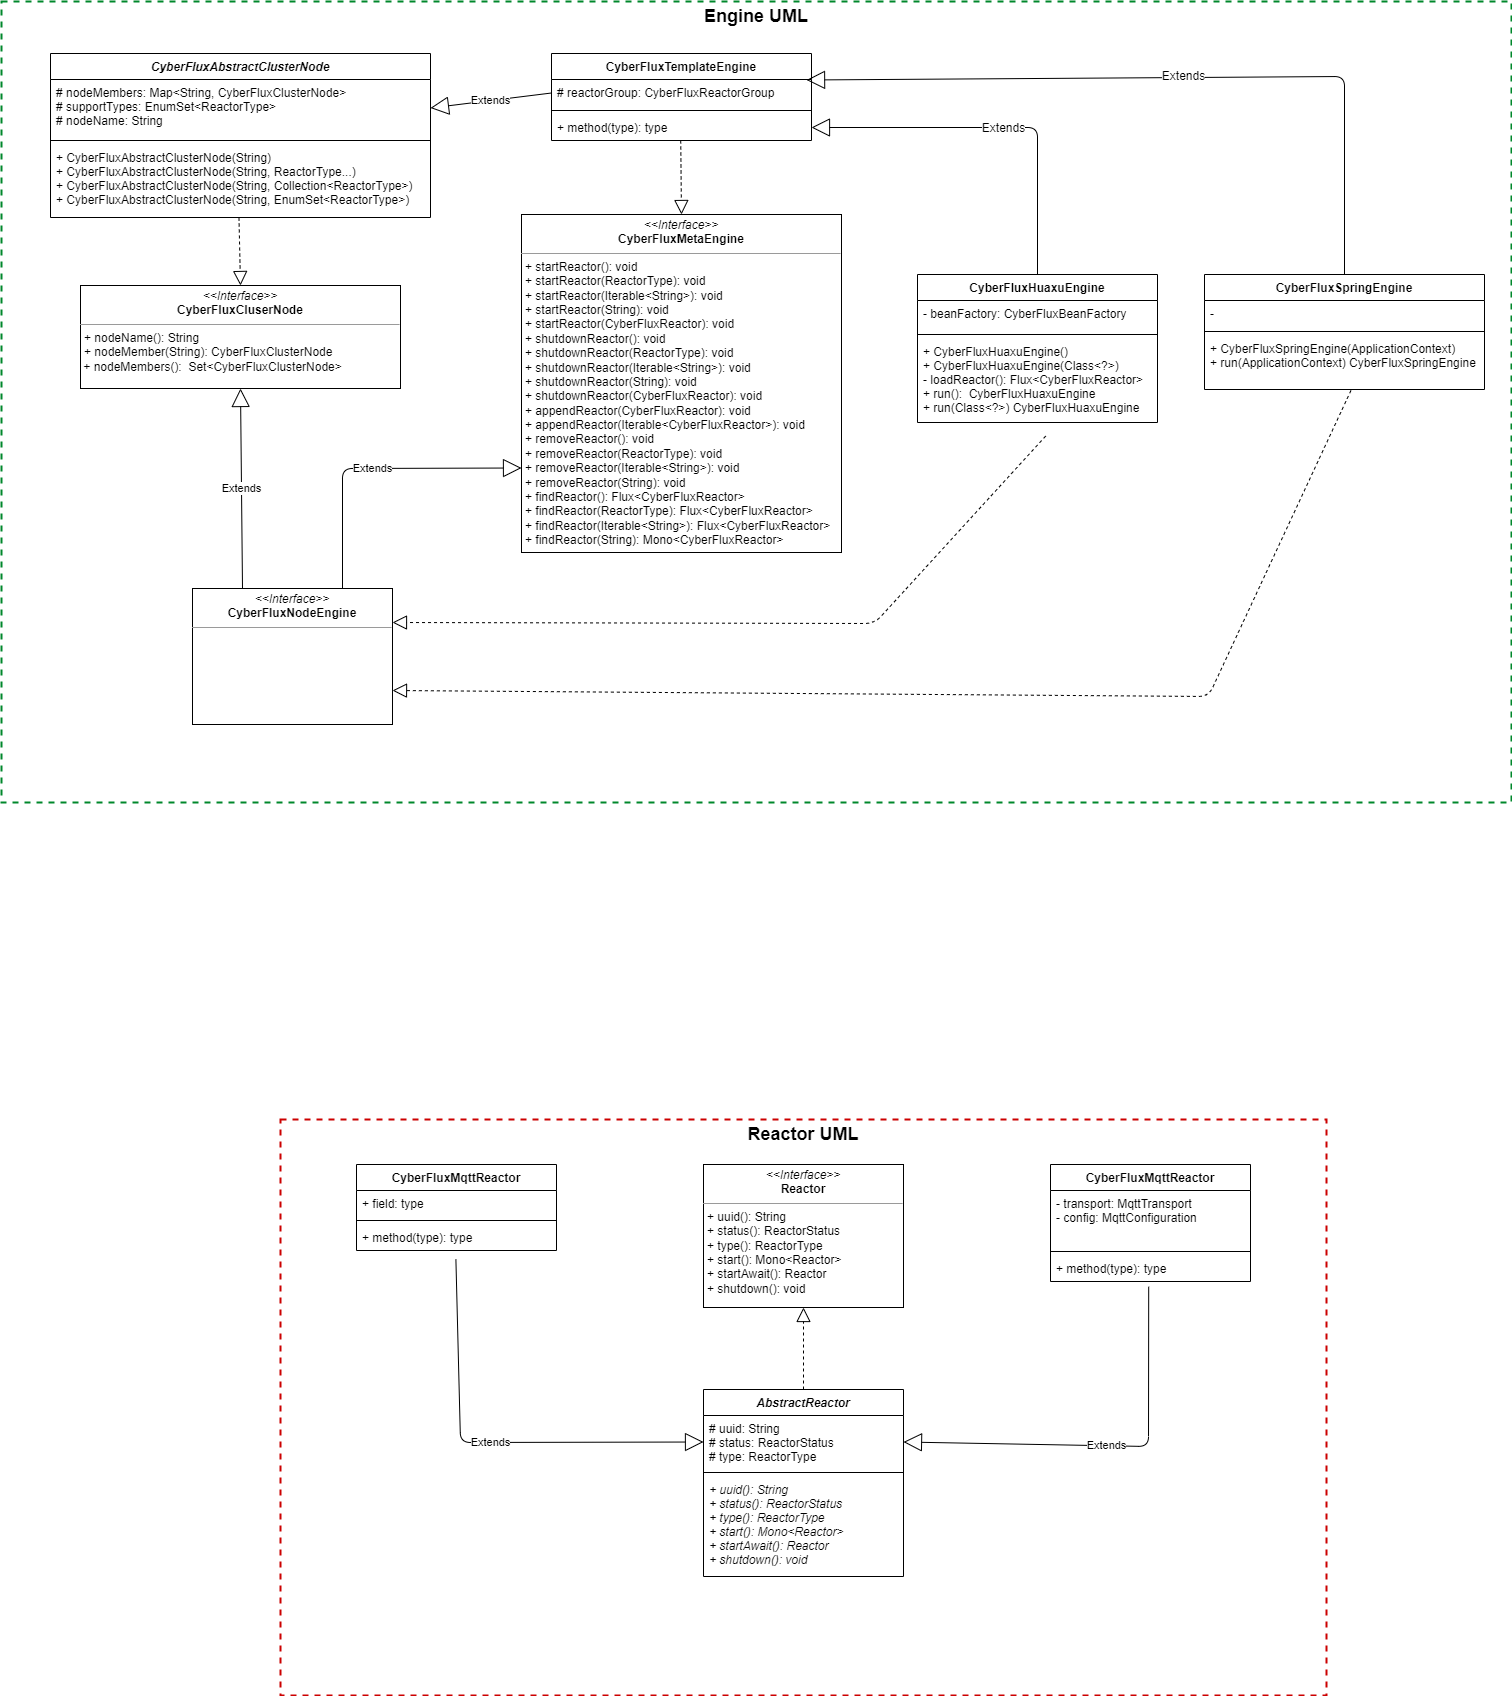 Engine UML
CyberFluxAbstractClusterNode
# nodeMembers: Map<String, CyberFluxClusterNode>
# supportTypes: EnumSet<ReactorType>
# nodeName: String
+ CyberFluxAbstractClusterNode(String)
+ CyberFluxAbstractClusterNode(String, ReactorType...)
+ CyberFluxAbstractClusterNode(String, Collection<ReactorType>)
+ CyberFluxAbstractClusterNode(String, EnumSet<ReactorType>)
Extends
CyberFluxTemplateEngine
# reactorGroup: CyberFluxReactorGroup
+ method(type): type
Extends
Extends
<<Interface>>
CyberFluxCluserNode
+ nodeName(): String
+ nodeMember(String): CyberFluxClusterNode
+ nodeMembers():  Set<CyberFluxClusterNode>
<<Interface>>
CyberFluxMetaEngine
+ startReactor(): void
+ startReactor(ReactorType): void
+ startReactor(Iterable<String>): void
+ startReactor(String): void
+ startReactor(CyberFluxReactor): void
+ shutdownReactor(): void
+ shutdownReactor(ReactorType): void
+ shutdownReactor(Iterable<String>): void
+ shutdownReactor(String): void
+ shutdownReactor(CyberFluxReactor): void
+ appendReactor(CyberFluxReactor): void
+ appendReactor(Iterable<CyberFluxReactor>): void
+ removeReactor(): void
+ removeReactor(ReactorType): void
+ removeReactor(Iterable<String>): void
+ removeReactor(String): void
+ findReactor(): Flux<CyberFluxReactor>
+ findReactor(ReactorType): Flux<CyberFluxReactor>
+ findReactor(Iterable<String>): Flux<CyberFluxReactor>
+ findReactor(String): Mono<CyberFluxReactor>
CyberFluxHuaxuEngine
- beanFactory: CyberFluxBeanFactory
+ CyberFluxHuaxuEngine()
+ CyberFluxHuaxuEngine(Class<?>)
- loadReactor(): Flux<CyberFluxReactor>
+ run():  CyberFluxHuaxuEngine
+ run(Class<?>) CyberFluxHuaxuEngine
CyberFluxSpringEngine
-
+ CyberFluxSpringEngine(ApplicationContext)
+ run(ApplicationContext) CyberFluxSpringEngine
Extends
Extends
<<Interface>>
CyberFluxNodeEngine
Reactor UML
CyberFluxMqttReactor
+ field: type
+ method(type): type
<<Interface>>
Reactor
+ uuid(): String
+ status(): ReactorStatus
+ type(): ReactorType
+ start(): Mono<Reactor>
+ startAwait(): Reactor
+ shutdown(): void
CyberFluxMqttReactor
- transport: MqttTransport
- config: MqttConfiguration
+ method(type): type
Extends
AbstractReactor
# uuid: String
# status: ReactorStatus
# type: ReactorType
+ uuid(): String
+ status(): ReactorStatus
+ type(): ReactorType
+ start(): Mono<Reactor>
+ startAwait(): Reactor
+ shutdown(): void
Extends